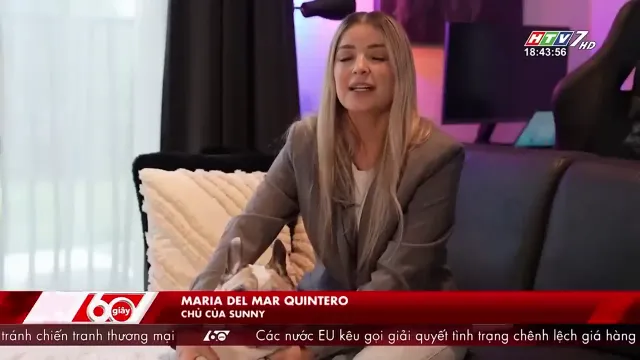 HTV7 HD
18:43:56
60 giây
MARIA DEL MAR QUINTERO
CHỦ CỦA SUNNY
tránh chiến tranh thương mại 60s Các nước EU kêu gọi giải quyết tình trạng chênh lệch giá hàng